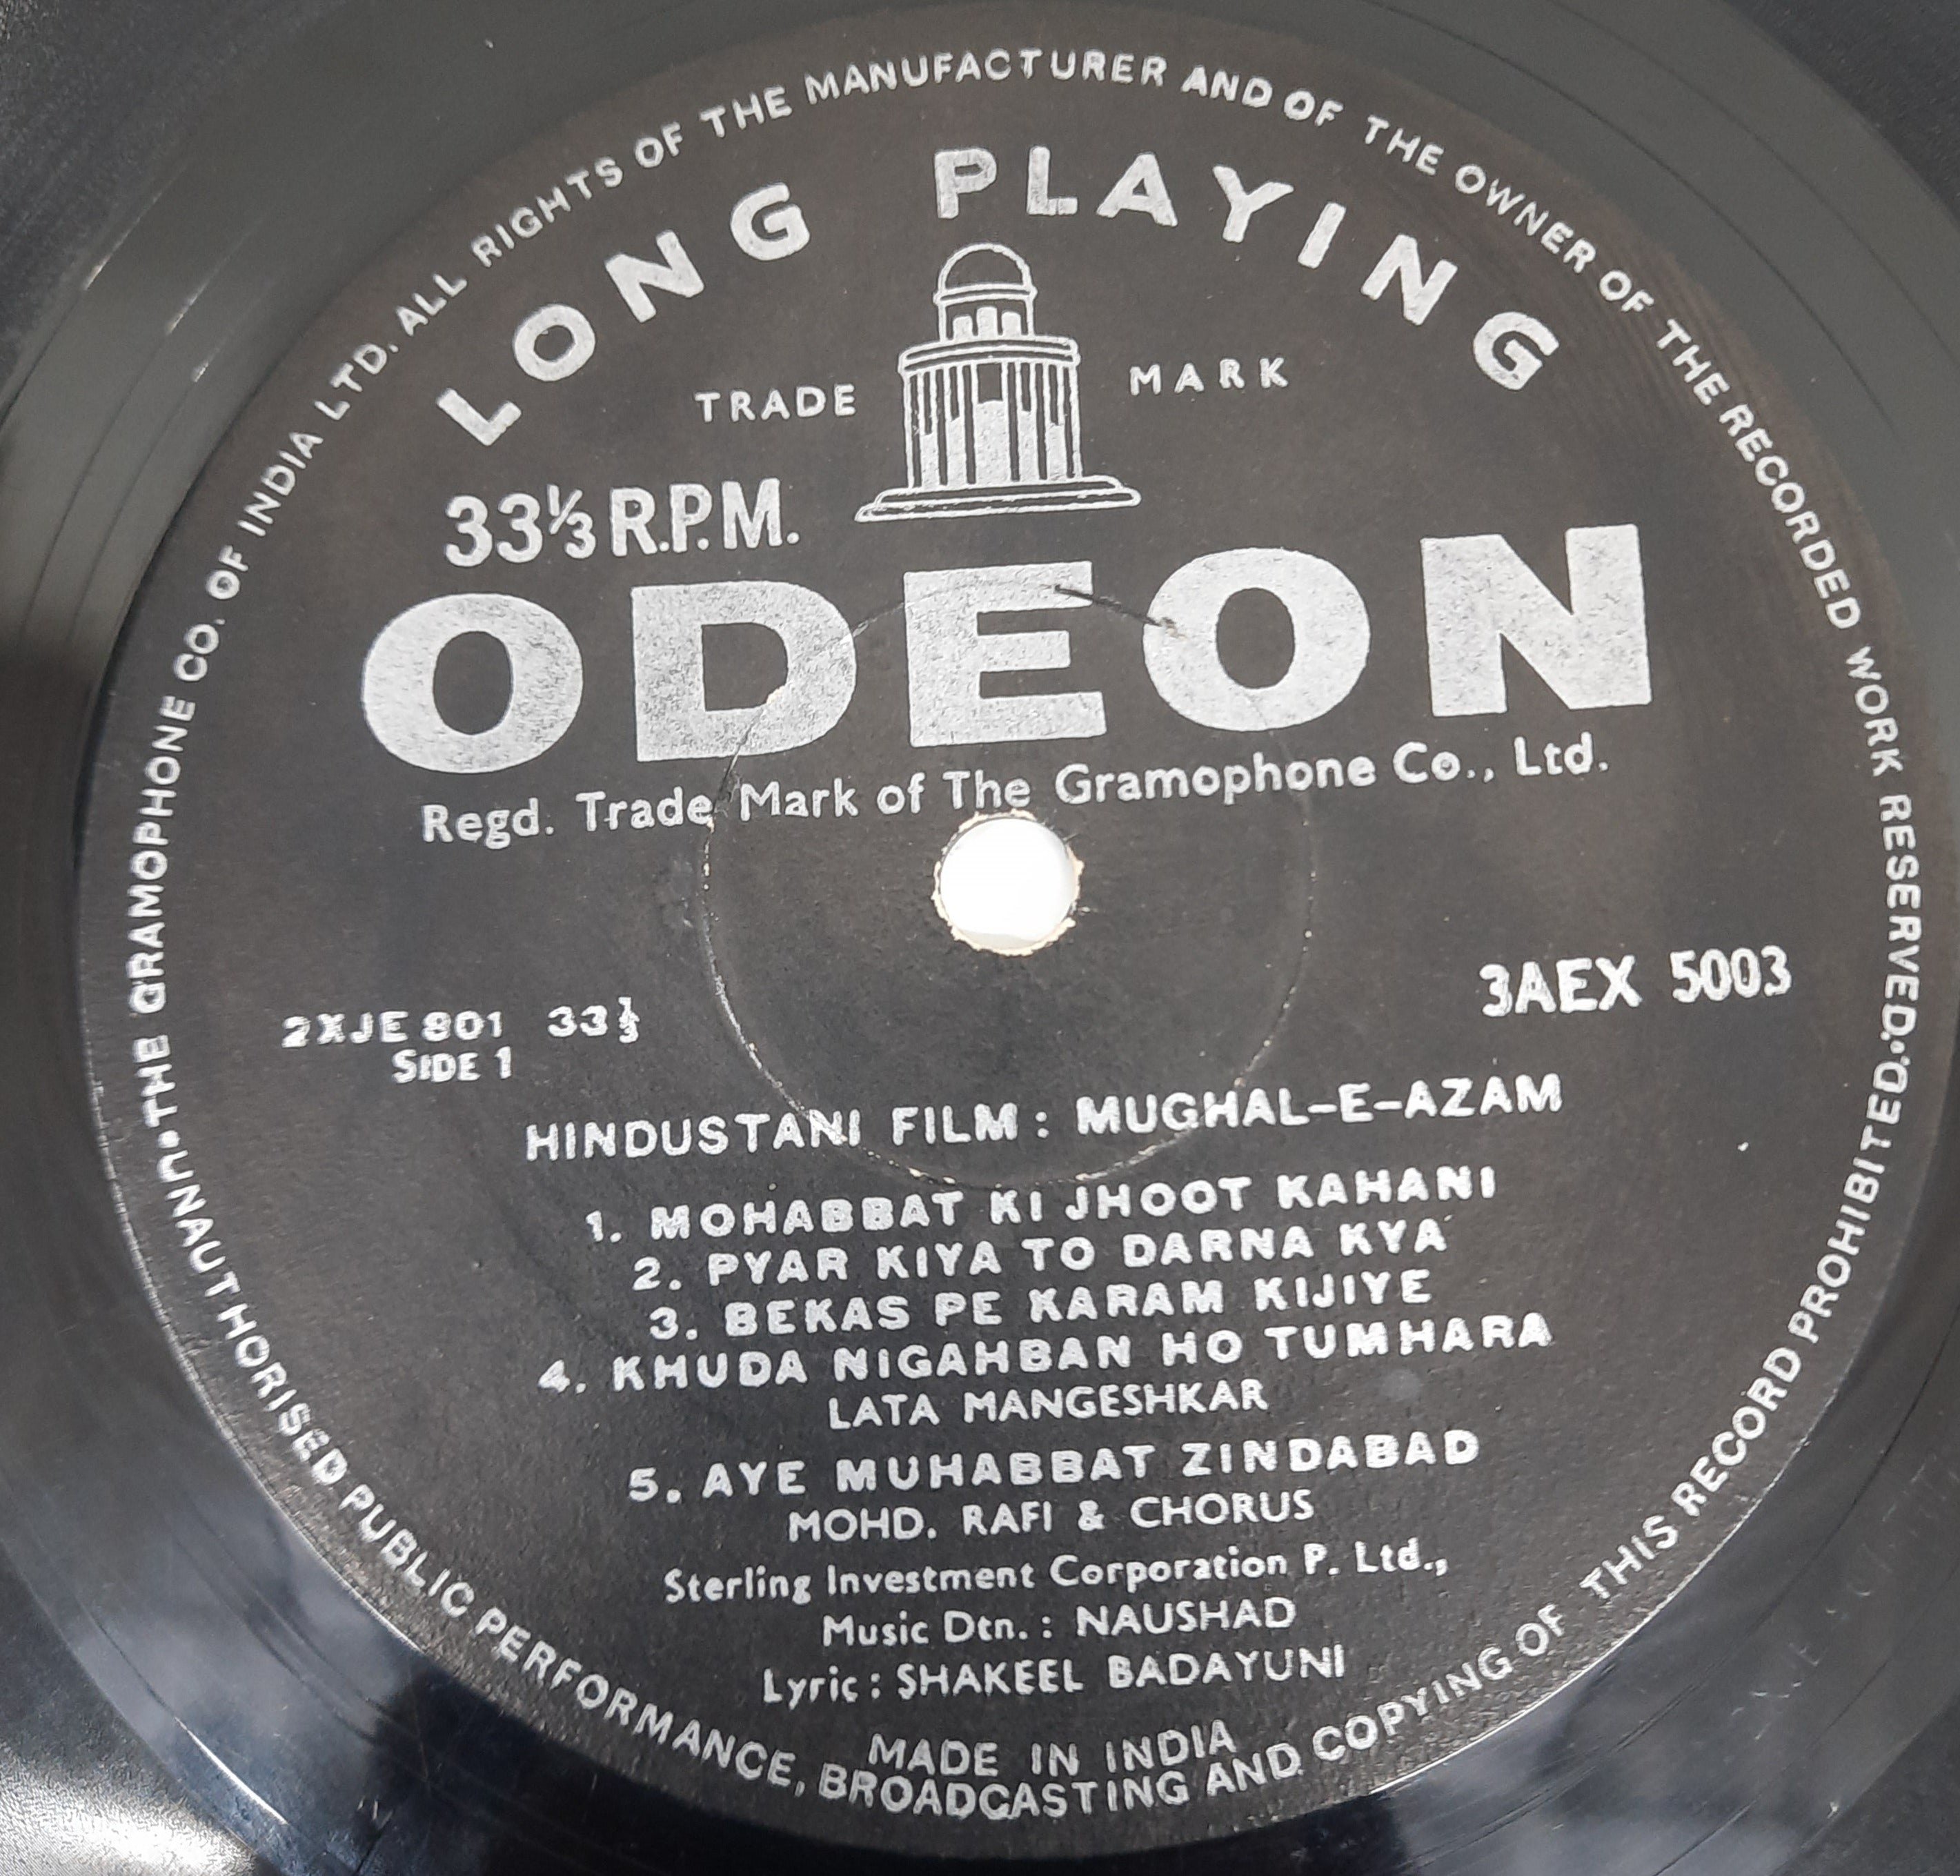 THE GRAMOPHONE CO. OF INDIA LTD. ALL RIGHTS OF THE MANUFACTURER AND OF THE OWNER OF THE RECORDED WORK RESERVED.
LONG PLAYING
TRADE MARK
33⅓ R.P.M.
ODEON
Regd. Trade Mark of The Gramophone Co., Ltd.
3AEX 5003
2XJE 801 33⅓
SIDE 1
HINDUSTANI FILM : MUGHAL-E-AZAM
1. MOHABBAT KI JHOOT KAHANI
2. PYAR KIYA TO DARNA KYA
3. BEKAS PE KARAM KIJIYE
4. KHUDA NIGAHBAN HO TUMHARA
LATA MANGESHKAR
5. AYE MUHABBAT ZINDABAD
MOHD. RAFI & CHORUS
Sterling Investment Corporation P. Ltd.,
Music Dtn. : NAUSHAD
Lyric : SHAKEEL BADAYUNI
MADE IN INDIA
UNAUTHORISED PUBLIC PERFORMANCE, BROADCASTING AND COPYING OF THIS RECORD PROHIBITED.